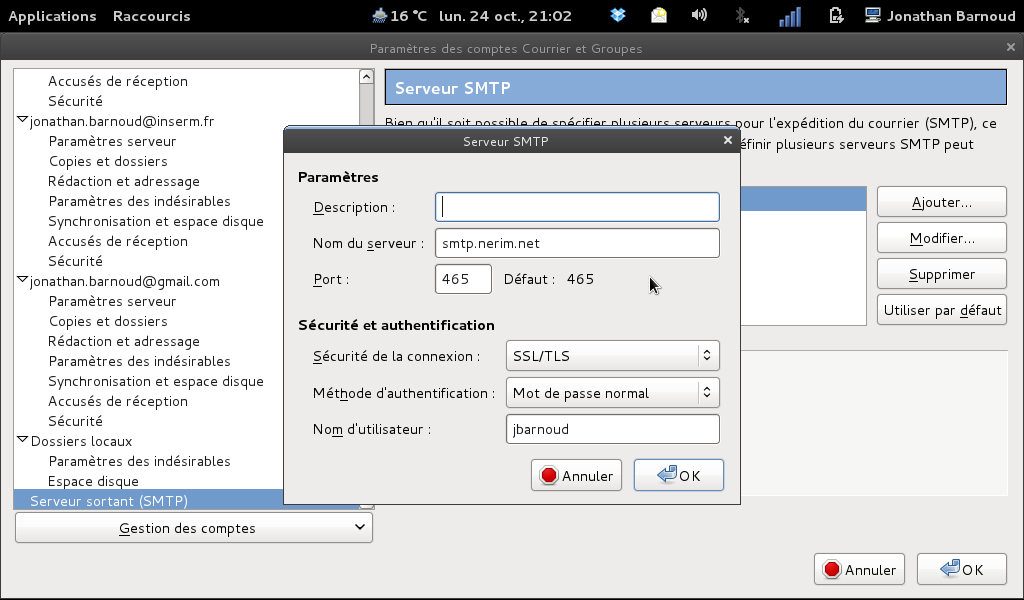 Applications Raccourcis 16 °C lun. 24 oct., 21:02 Jonathan Barnoud
Paramètres des comptes Courrier et Groupes
Accusés de réception
Sécurité
jonathan.barnoud@inserm.fr
Paramètres serveur
Copies et dossiers
Rédaction et adressage
Paramètres des indésirables
Synchronisation et espace disque
Accusés de réception
Sécurité
jonathan.barnoud@gmail.com
Paramètres serveur
Copies et dossiers
Rédaction et adressage
Paramètres des indésirables
Synchronisation et espace disque
Accusés de réception
Sécurité
Dossiers locaux
Paramètres des indésirables
Espace disque
Serveur sortant (SMTP)
Gestion des comptes
Serveur SMTP
Bien qu'il soit possible de spécifier plusieurs serveurs pour l'expédition du courrier (SMTP), ce
éfinir plusieurs serveurs SMTP peut
Ajouter...
Modifier...
Supprimer
Utiliser par défaut
Serveur SMTP
Paramètres
Description :
Nom du serveur : smtp.nerim.net
Port : 465 Défaut : 465
Sécurité et authentification
Sécurité de la connexion : SSL/TLS
Méthode d'authentification : Mot de passe normal
Nom d'utilisateur : jbarnoud
Annuler OK
Annuler OK